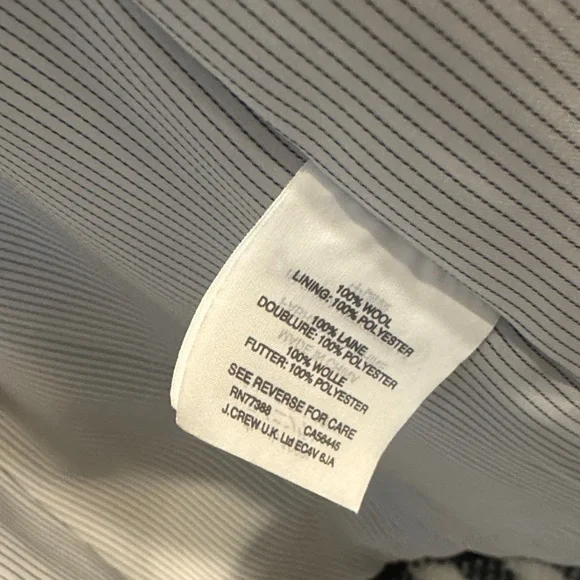 100% WOOL
LINING: 100% POLYESTER
100% LAINE
DOUBLURE: 100% POLYESTER
100% WOLLE
FUTTER: 100% POLYESTER
SEE REVERSE FOR CARE
RN77388 CA56445
J.CREW U.K. Ltd EC4V 6JA